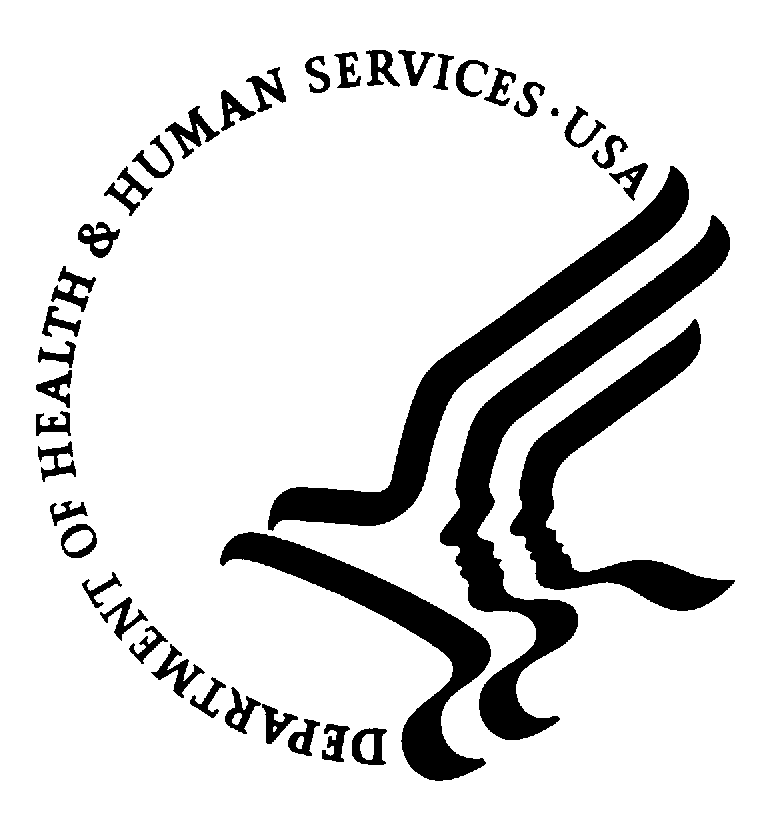 DEPARTMENT OF HEALTH & HUMAN SERVICES · USA